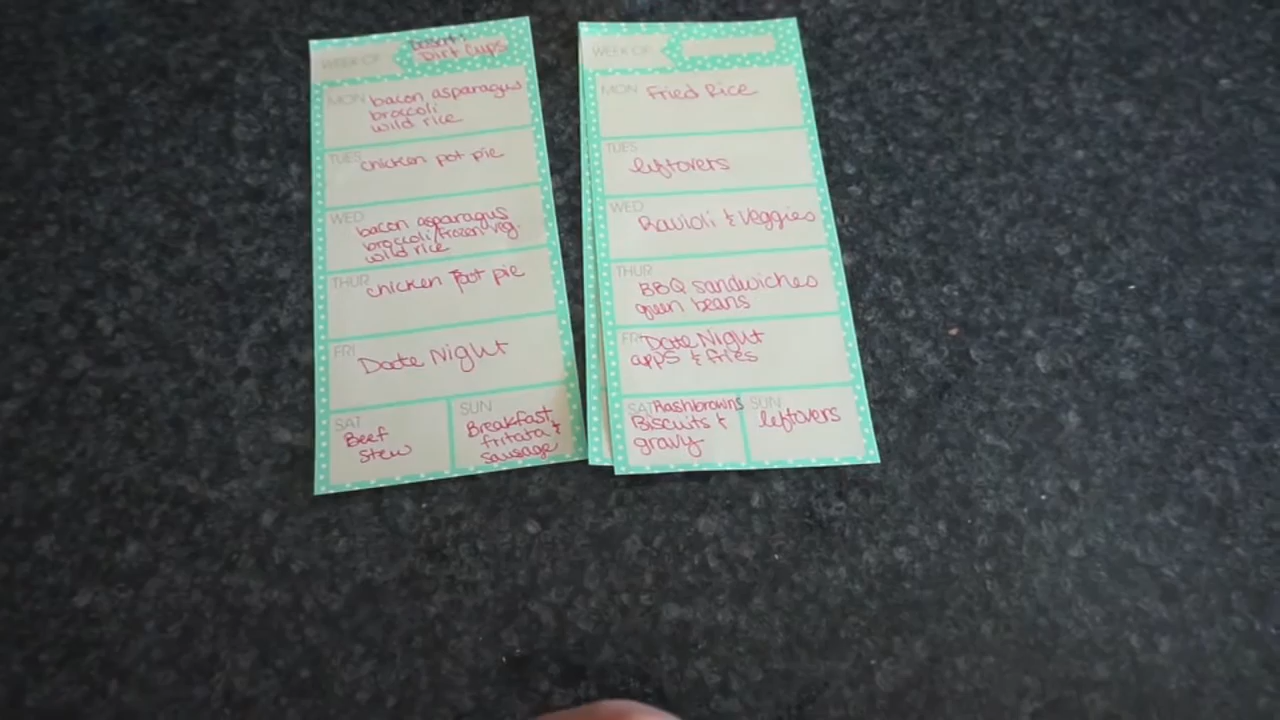 WEEK OF
Desert:
Dirt Cups
MON bacon asparagus
broccoli
wild rice
TUES chicken pot pie
WED bacon asparagus
broccoli/frozen veg.
wild rice
THUR chicken pot pie
FRI Date Night
SAT
Beef
stew
SUN
Breakfast
fritata &
sausage
WEEK OF
MON Fried Rice
TUES
leftovers
WED
Ravioli & Veggies
THUR
BBQ sandwiches
green beans
FRI Date Night
apps & fries
SAT Hashbrowns
Biscuits &
gravy
SUN
leftovers